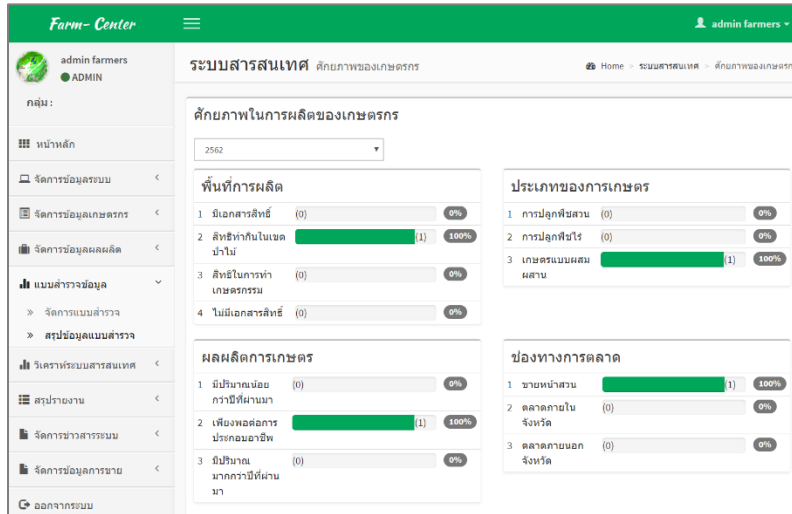 Farm- Center
admin farmers
admin farmers
ADMIN
กลุ่ม :
ระบบสารสนเทศ ศักยภาพของเกษตรกร
Home > ระบบสารสนเทศ > ศักยภาพของเกษตรก
หน้าหลัก
จัดการข้อมูลระบบ
จัดการข้อมูลเกษตรกร
จัดการข้อมูลผลผลิต
แบบสำรวจข้อมูล
» จัดการแบบสำรวจ
» สรุปข้อมูลแบบสำรวจ
วิเคราห์ระบบสารสนเทศ
สรุปรายงาน
จัดการข่าวสารระบบ
จัดการข้อมูลการขาย
ออกจากระบบ
ศักยภาพในการผลิตของเกษตรกร
2562
พื้นที่การผลิต
1 มีเอกสารสิทธิ์ (0) 0%
2 สิทธิทำกินในเขต (1) 100%
ป่าไม้
3 สิทธิในการทำ (0) 0%
เกษตรกรรม
4 ไม่มีเอกสารสิทธิ์ (0) 0%
ประเภทของการเกษตร
1 การปลูกพืชสวน (0) 0%
2 การปลูกพืชไร่ (0) 0%
3 เกษตรแบบผสม (1) 100%
ผสาน
ผลผลิตการเกษตร
1 มีปริมาณน้อย (0) 0%
กว่าปีที่ผ่านมา
2 เพียงพอต่อการ (1) 100%
ประกอบอาชีพ
3 มีปริมาณ (0) 0%
มากกว่าปีที่ผ่าน
มา
ช่องทางการตลาด
1 ขายหน้าสวน (1) 100%
2 ตลาดภายใน (0) 0%
จังหวัด
3 ตลาดภายนอก (0) 0%
จังหวัด